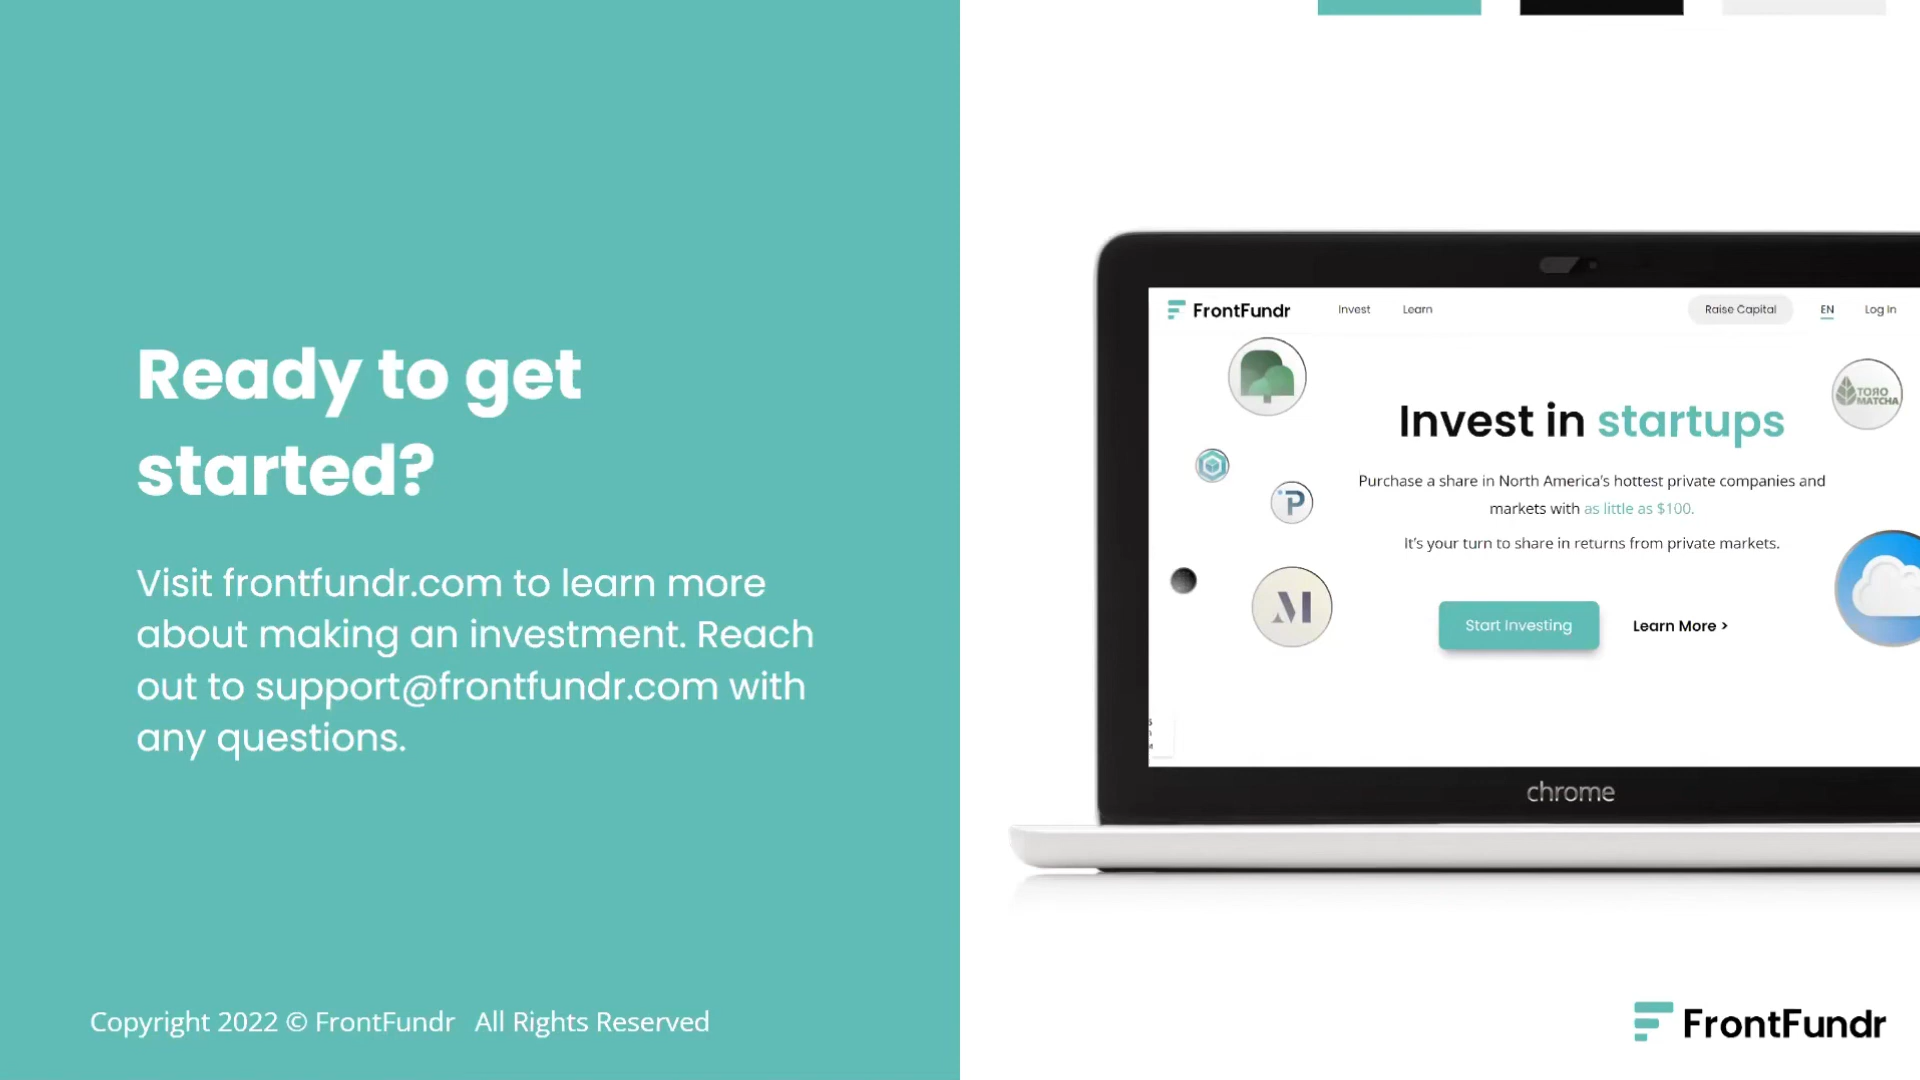 Ready to get
started?
Visit frontfundr.com to learn more
about making an investment. Reach
out to support@frontfundr.com with
any questions.
Copyright 2022 © FrontFundr   All Rights Reserved
FrontFundr
Invest
Learn
Raise Capital
EN
Log In
TORO
MATCHA
P
M
Invest in startups
Purchase a share in North America's hottest private companies and
markets with as little as $100.
It's your turn to share in returns from private markets.
Start Investing
Learn More >
chrome
FrontFundr